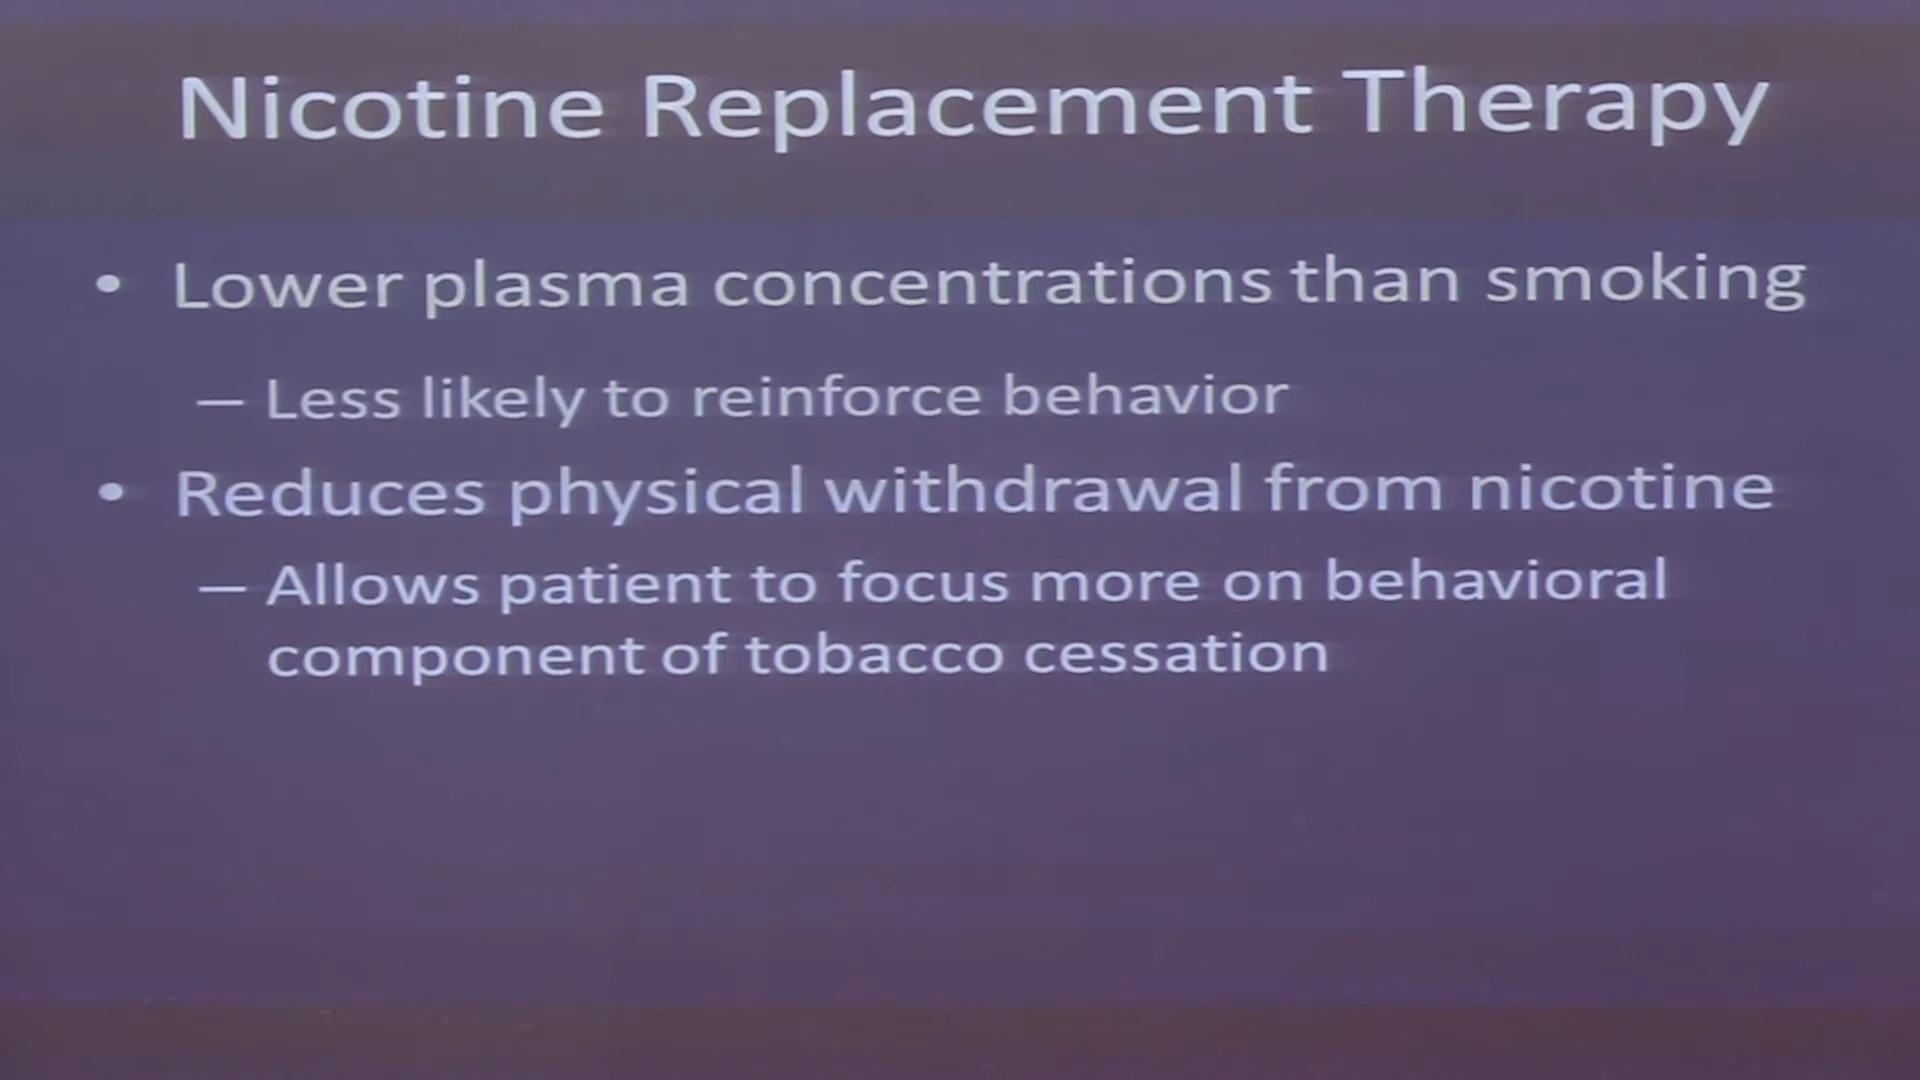 Nicotine Replacement Therapy
• Lower plasma concentrations than smoking
– Less likely to reinforce behavior
• Reduces physical withdrawal from nicotine
– Allows patient to focus more on behavioral
component of tobacco cessation